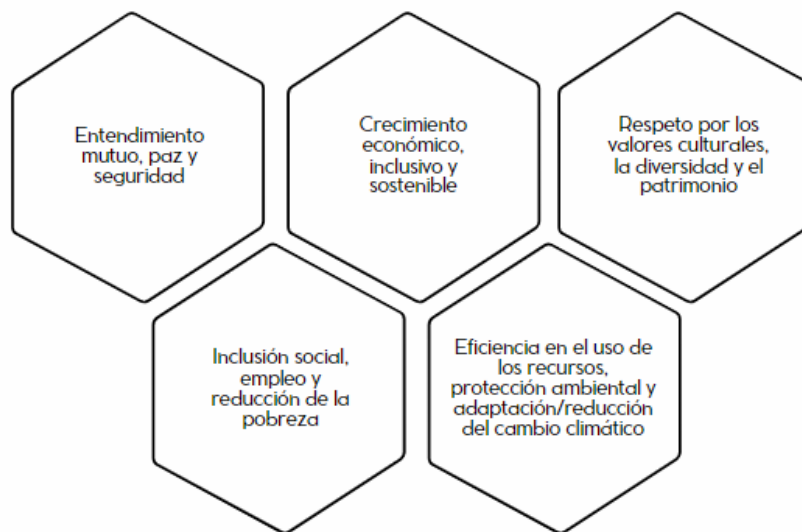 Entendimiento
mutuo, paz y
seguridad
Crecimiento
económico,
inclusivo y
sostenible
Respeto por los
valores culturales,
la diversidad y el
patrimonio
Inclusión social,
empleo y
reducción de la
pobreza
Eficiencia en el uso de
los recursos,
protección ambiental y
adaptación/reducción
del cambio climático